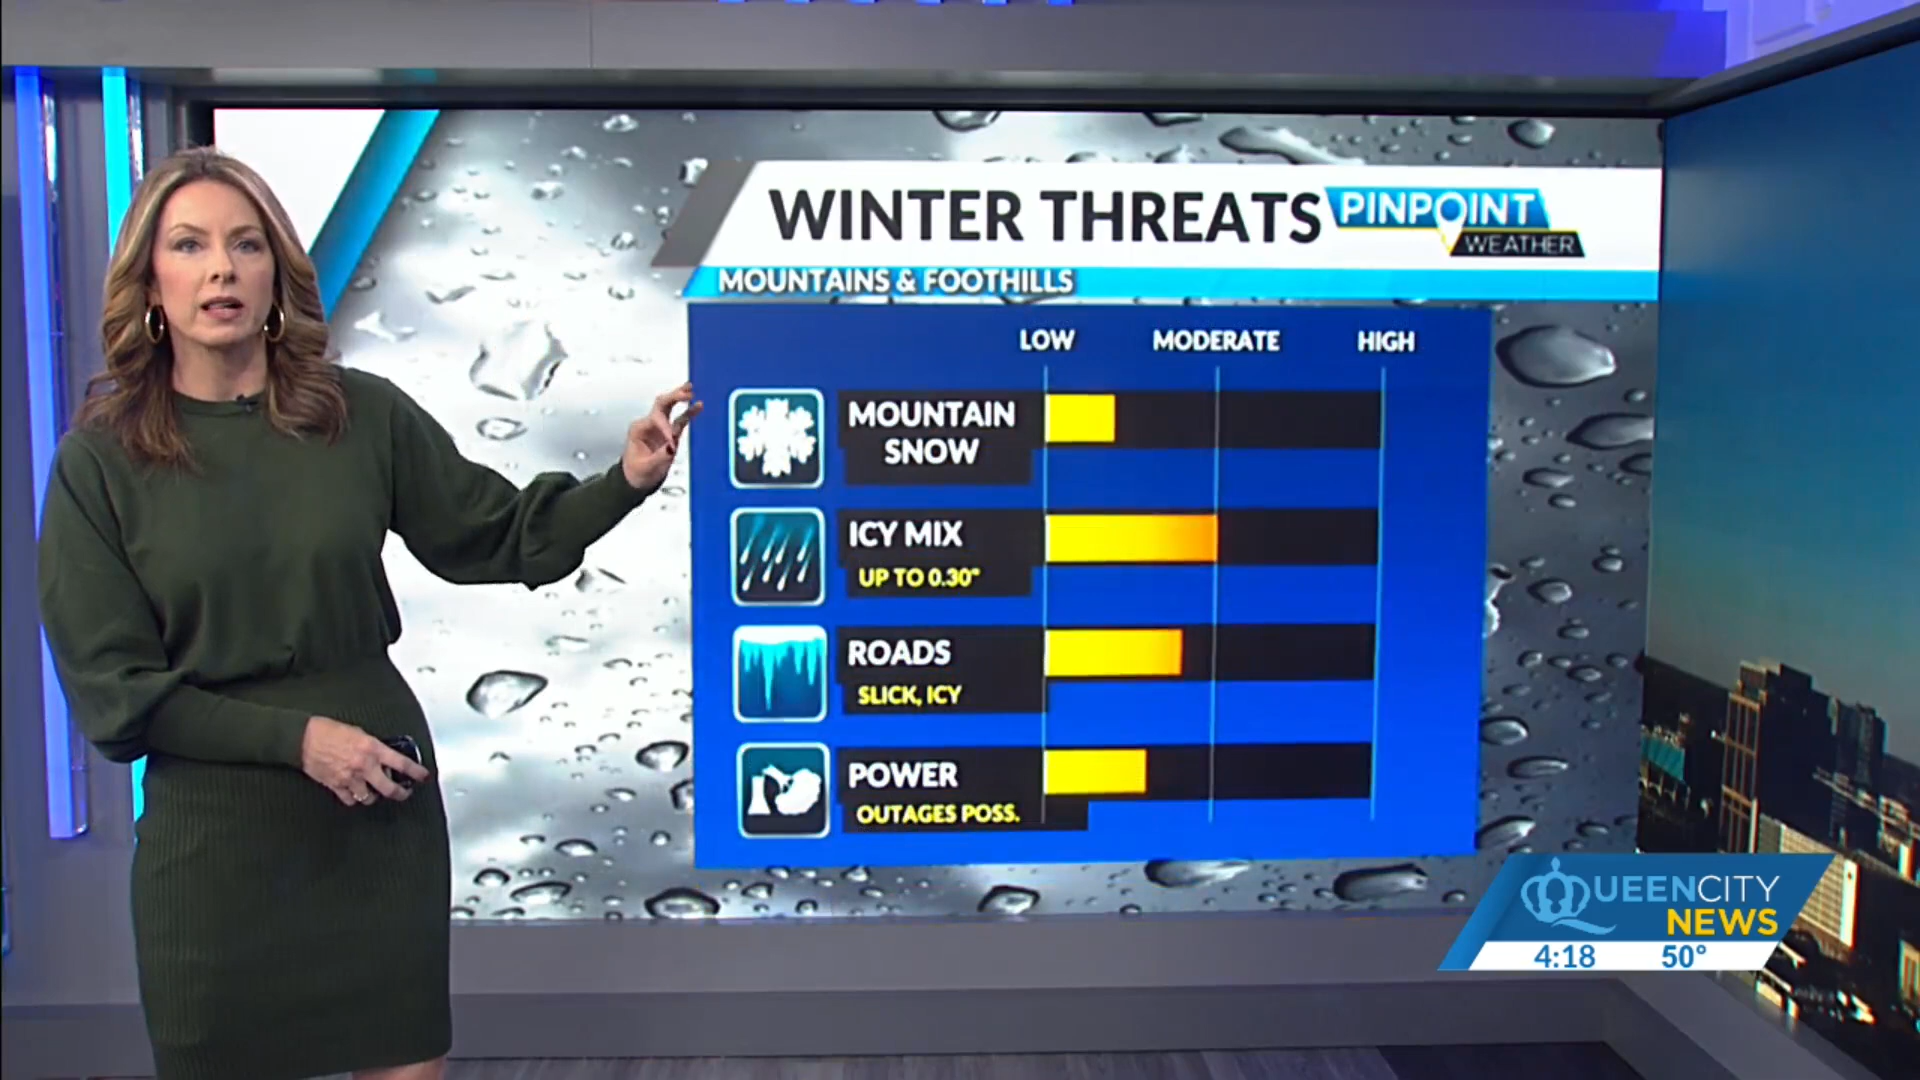 WINTER THREATS
PINPOINT
WEATHER
MOUNTAINS & FOOTHILLS
LOW MODERATE HIGH
MOUNTAIN
SNOW
ICY MIX
UP TO 0.30"
ROADS
SLICK, ICY
POWER
OUTAGES POSS.
QUEENCITY
NEWS
4:18 50°